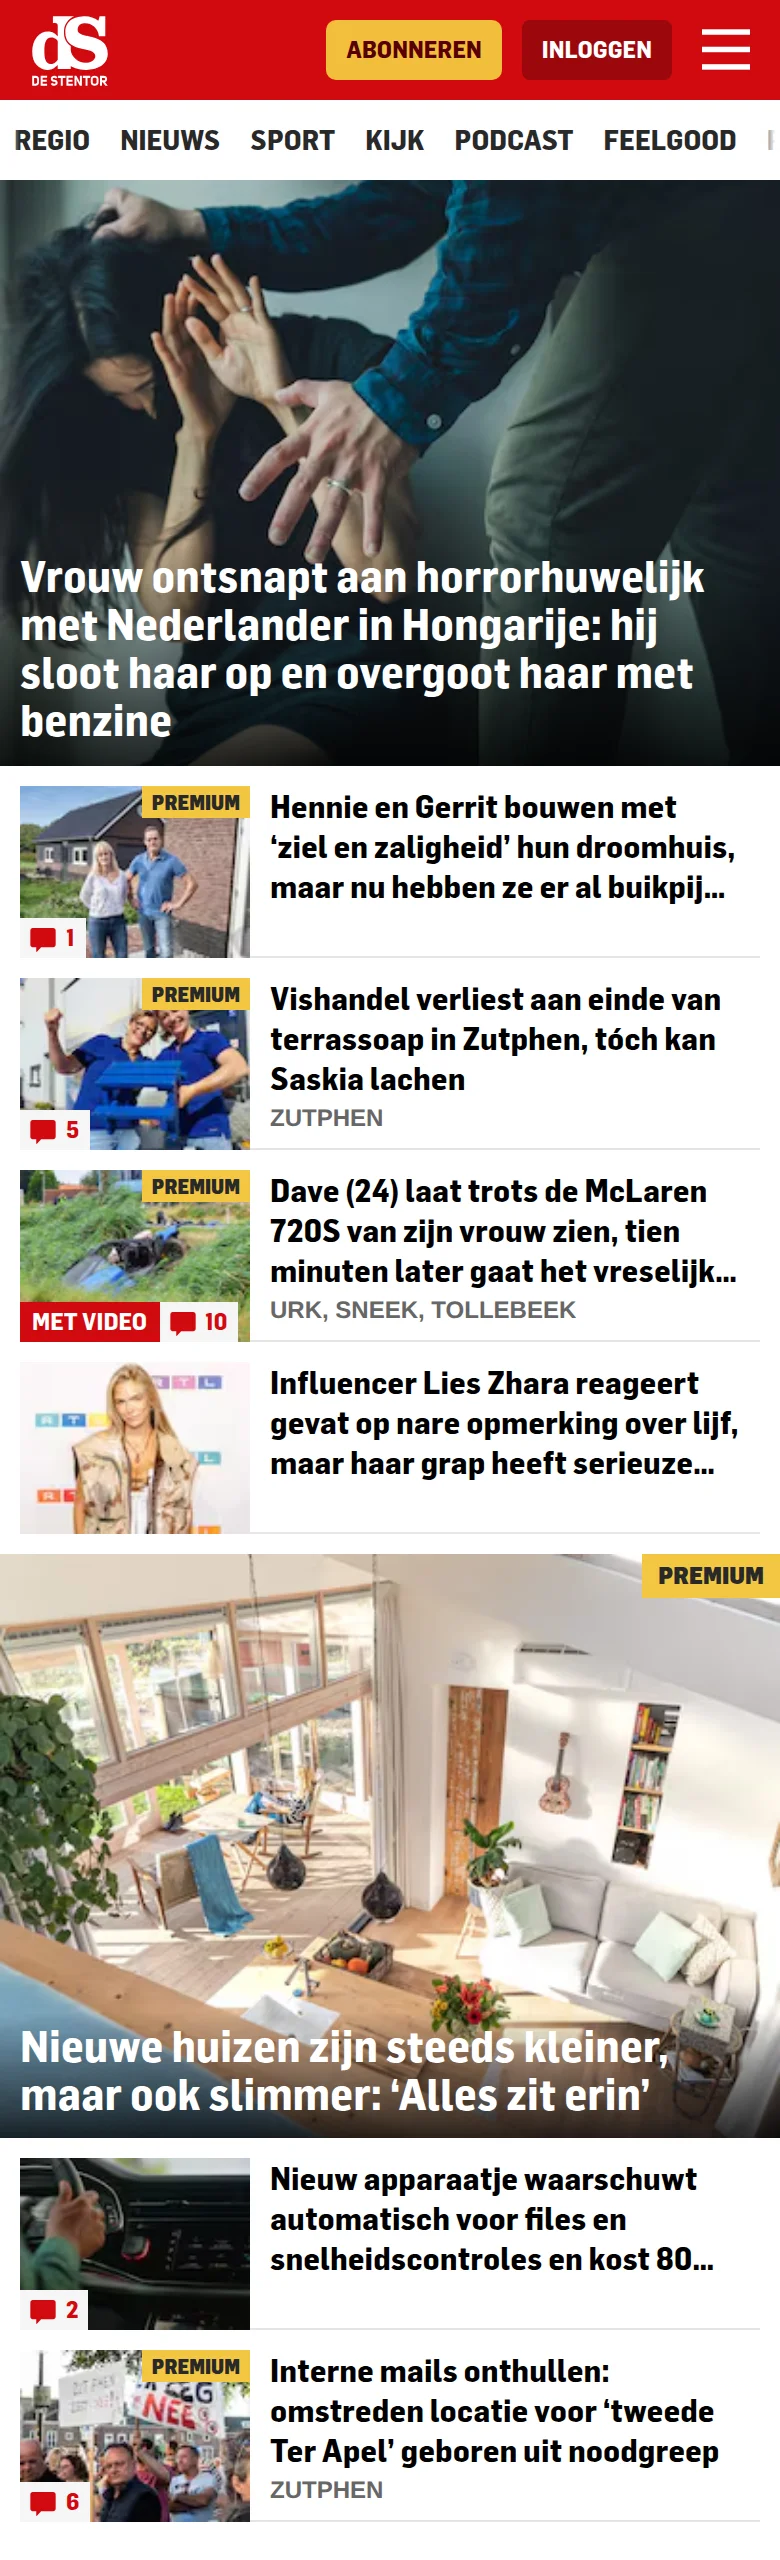 dS
DE STENTOR
ABONNEREN
INLOGGEN
REGIO NIEUWS SPORT KIJK PODCAST FEELGOOD
Vrouw ontsnapt aan horrorhuwelijk
met Nederlander in Hongarije: hij
sloot haar op en overgoot haar met
benzine
PREMIUM
1
Hennie en Gerrit bouwen met
‘ziel en zaligheid’ hun droomhuis,
maar nu hebben ze er al buikpij...
PREMIUM
5
Vishandel verliest aan einde van
terrassoap in Zutphen, tóch kan
Saskia lachen
ZUTPHEN
PREMIUM
MET VIDEO
10
Dave (24) laat trots de McLaren
720S van zijn vrouw zien, tien
minuten later gaat het vreselijk...
URK, SNEEK, TOLLEBEEK
Influencer Lies Zhara reageert
gevat op nare opmerking over lijf,
maar haar grap heeft serieuze...
PREMIUM
Nieuwe huizen zijn steeds kleiner,
maar ook slimmer: ‘Alles zit erin’
2
Nieuw apparaatje waarschuwt
automatisch voor files en
snelheidscontroles en kost 80...
PREMIUM
NEE
6
Interne mails onthullen:
omstreden locatie voor ‘tweede
Ter Apel’ geboren uit noodgreep
ZUTPHEN